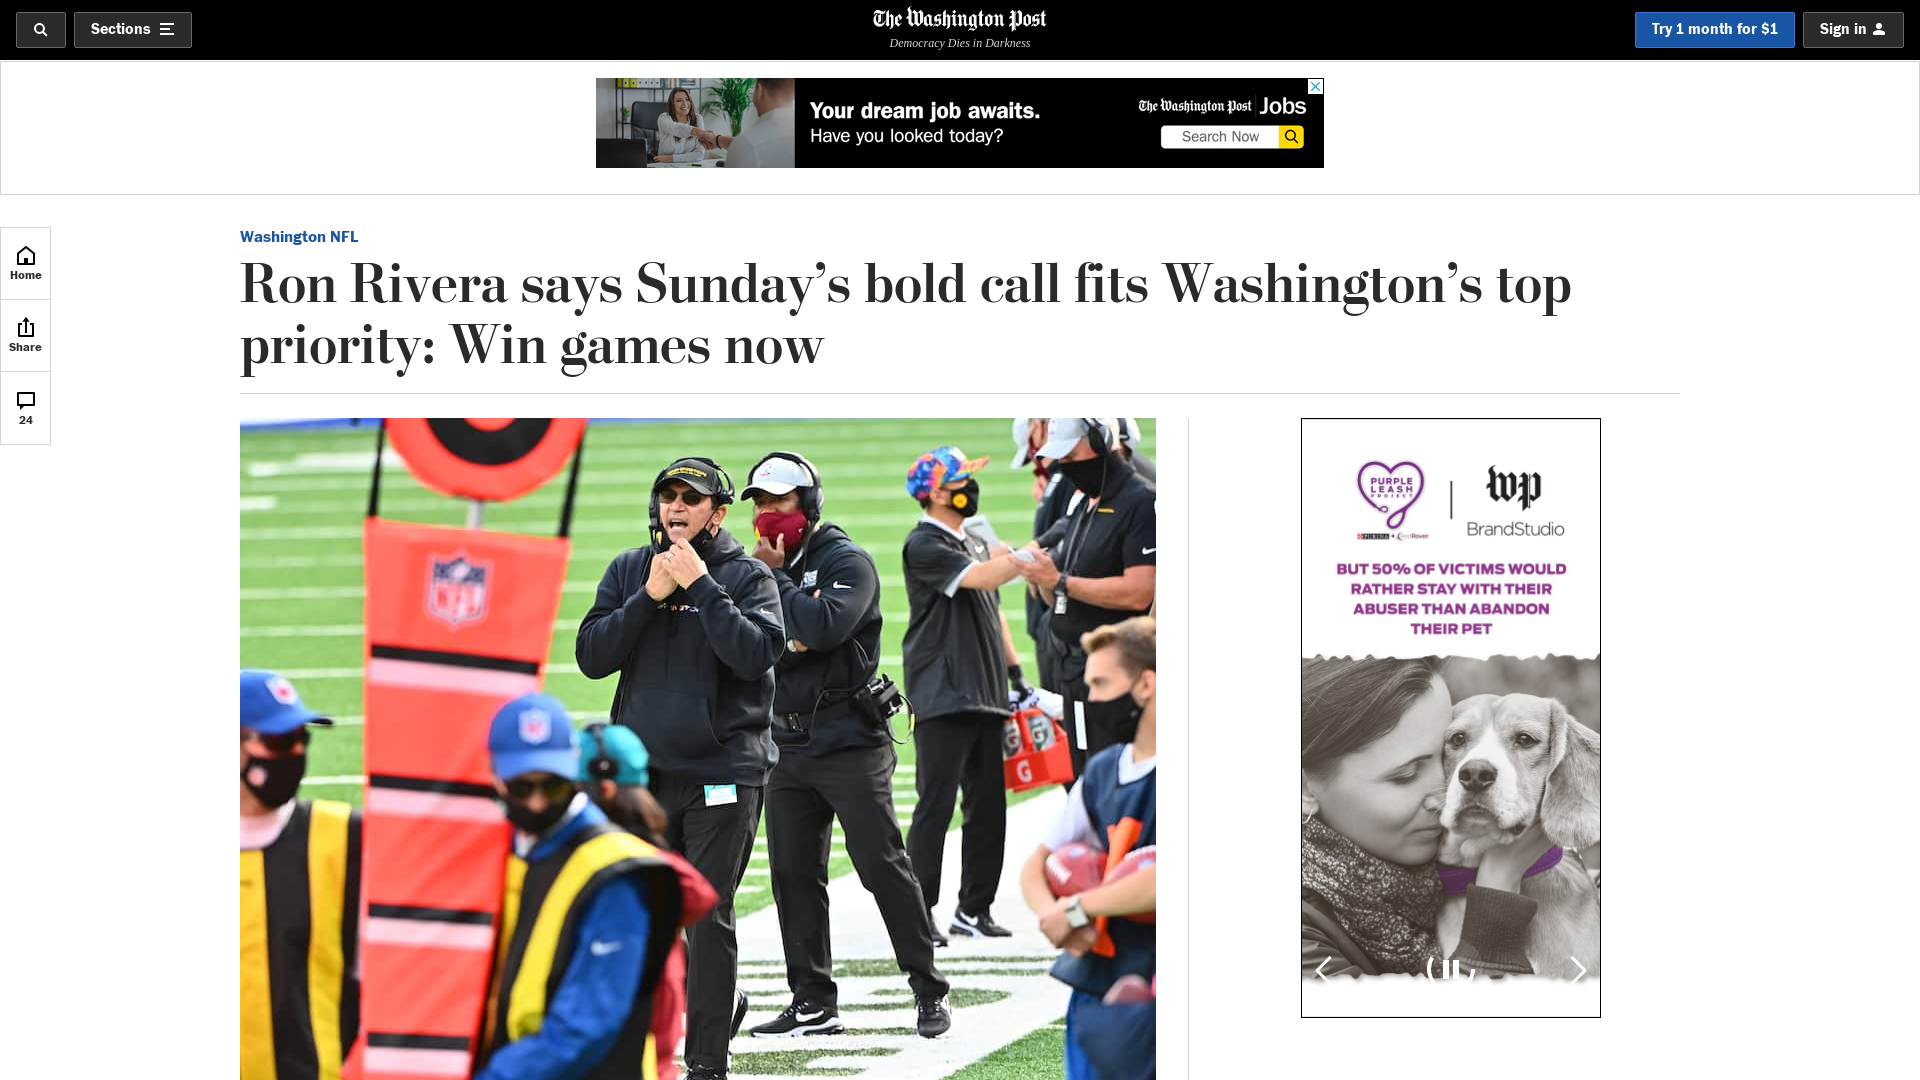 Sections
The Washington Post
Democracy Dies in Darkness
Try 1 month for $1
Sign in
Your dream job awaits.
Have you looked today?
The Washington Post Jobs
Search Now
Home
Share
24
Washington NFL
Ron Rivera says Sunday’s bold call fits Washington’s top
priority: Win games now
NFL
G
G
G
PURPLE
LEASH
PROJECT
PURINA + RedRover
wp
BrandStudio
BUT 50% OF VICTIMS WOULD
RATHER STAY WITH THEIR
ABUSER THAN ABANDON
THEIR PET